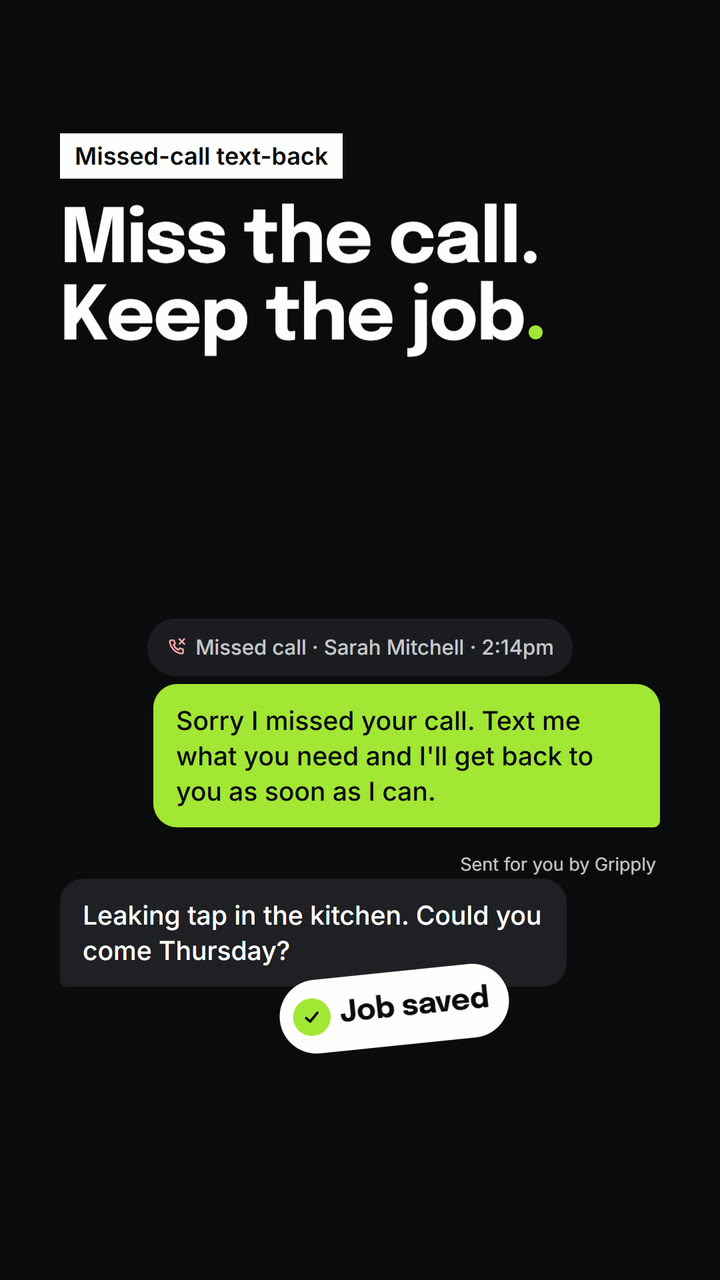 Missed-call text-back
Miss the call.
Keep the job.
Missed call · Sarah Mitchell · 2:14pm
Sorry I missed your call. Text me
what you need and I'll get back to
you as soon as I can.
Sent for you by Gripply
Leaking tap in the kitchen. Could you
come Thursday?
Job saved